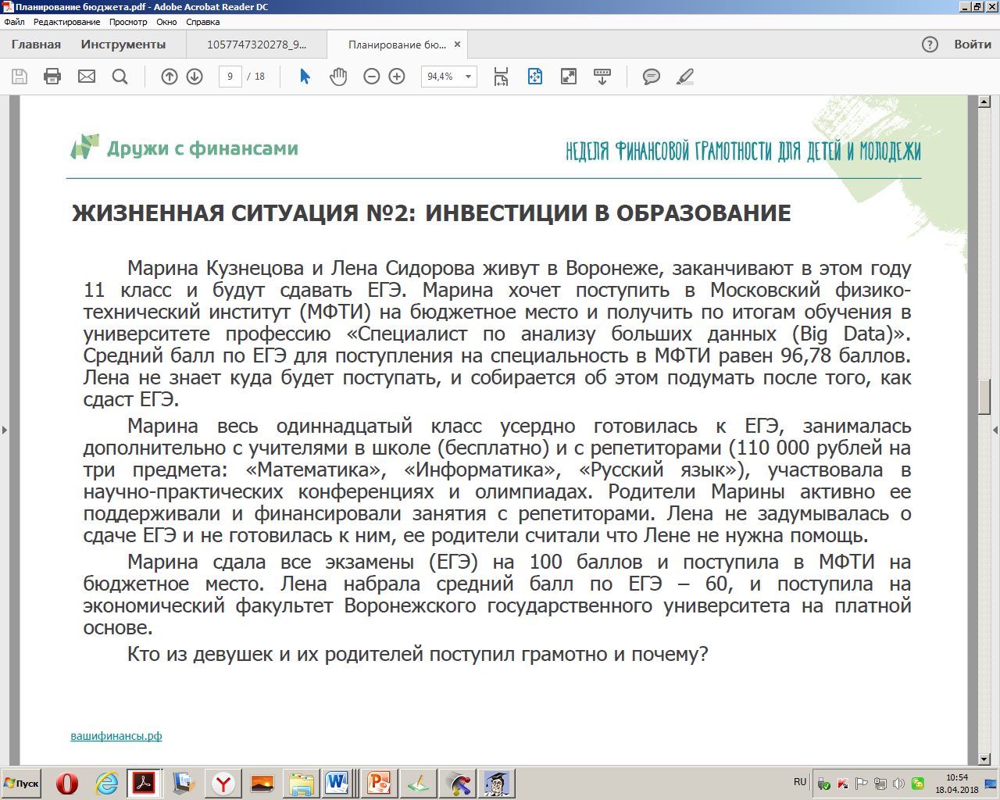 Планирование бюджета.pdf - Adobe Acrobat Reader DC
Файл Редактирование Просмотр Окно Справка
Главная Инструменты 1057747320278_9... Планирование бю... × ? Войти
9 / 18 94,4%
Дружи с финансами
НЕДЕЛЯ ФИНАНСОВОЙ ГРАМОТНОСТИ ДЛЯ ДЕТЕЙ И МОЛОДЕЖИ
ЖИЗНЕННАЯ СИТУАЦИЯ №2: ИНВЕСТИЦИИ В ОБРАЗОВАНИЕ
Марина Кузнецова и Лена Сидорова живут в Воронеже, заканчивают в этом году
11 класс и будут сдавать ЕГЭ. Марина хочет поступить в Московский физико-
технический институт (МФТИ) на бюджетное место и получить по итогам обучения в
университете профессию «Специалист по анализу больших данных (Big Data)».
Средний балл по ЕГЭ для поступления на специальность в МФТИ равен 96,78 баллов.
Лена не знает куда будет поступать, и собирается об этом подумать после того, как
сдаст ЕГЭ.
Марина весь одиннадцатый класс усердно готовилась к ЕГЭ, занималась
дополнительно с учителями в школе (бесплатно) и с репетиторами (110 000 рублей на
три предмета: «Математика», «Информатика», «Русский язык»), участвовала в
научно-практических конференциях и олимпиадах. Родители Марины активно ее
поддерживали и финансировали занятия с репетиторами. Лена не задумывалась о
сдаче ЕГЭ и не готовилась к ним, ее родители считали что Лене не нужна помощь.
Марина сдала все экзамены (ЕГЭ) на 100 баллов и поступила в МФТИ на
бюджетное место. Лена набрала средний балл по ЕГЭ – 60, и поступила на
экономический факультет Воронежского государственного университета на платной
основе.
Кто из девушек и их родителей поступил грамотно и почему?
вашифинансы.рф
Пуск RU 10:54
18.04.2018